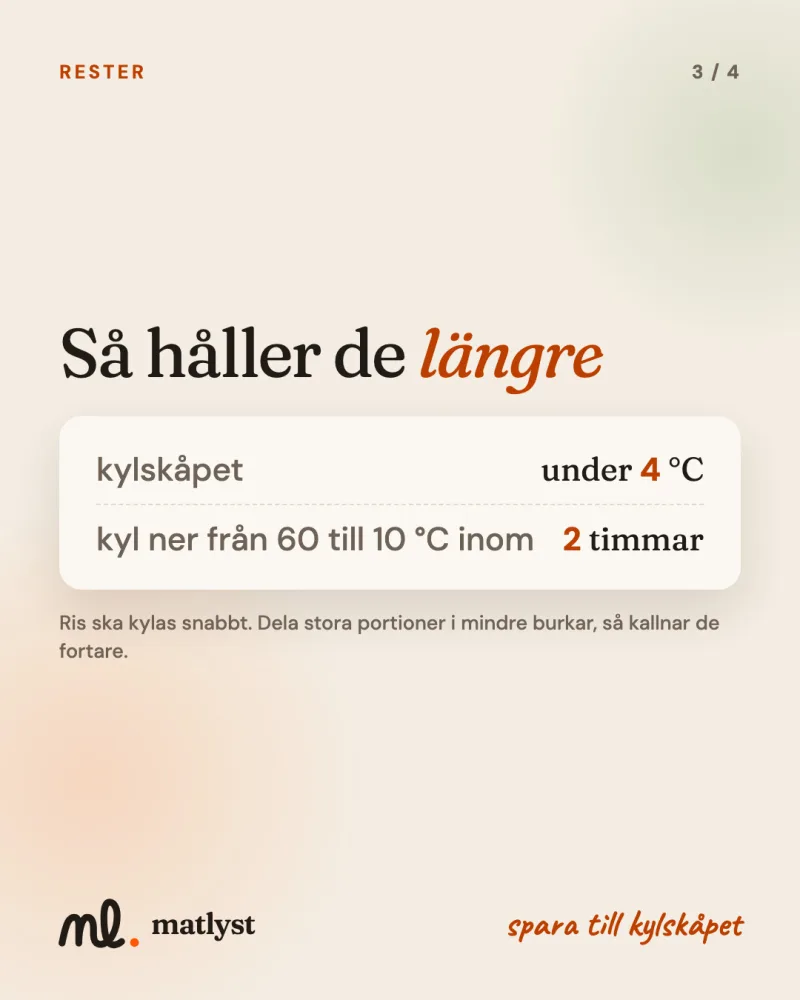 RESTER
3 / 4
Så håller de längre
kylskåpet under 4 °C
kyl ner från 60 till 10 °C inom 2 timmar
Ris ska kylas snabbt. Dela stora portioner i mindre burkar, så kallnar de
fortare.
ml. matlyst
spara till kylskåpet